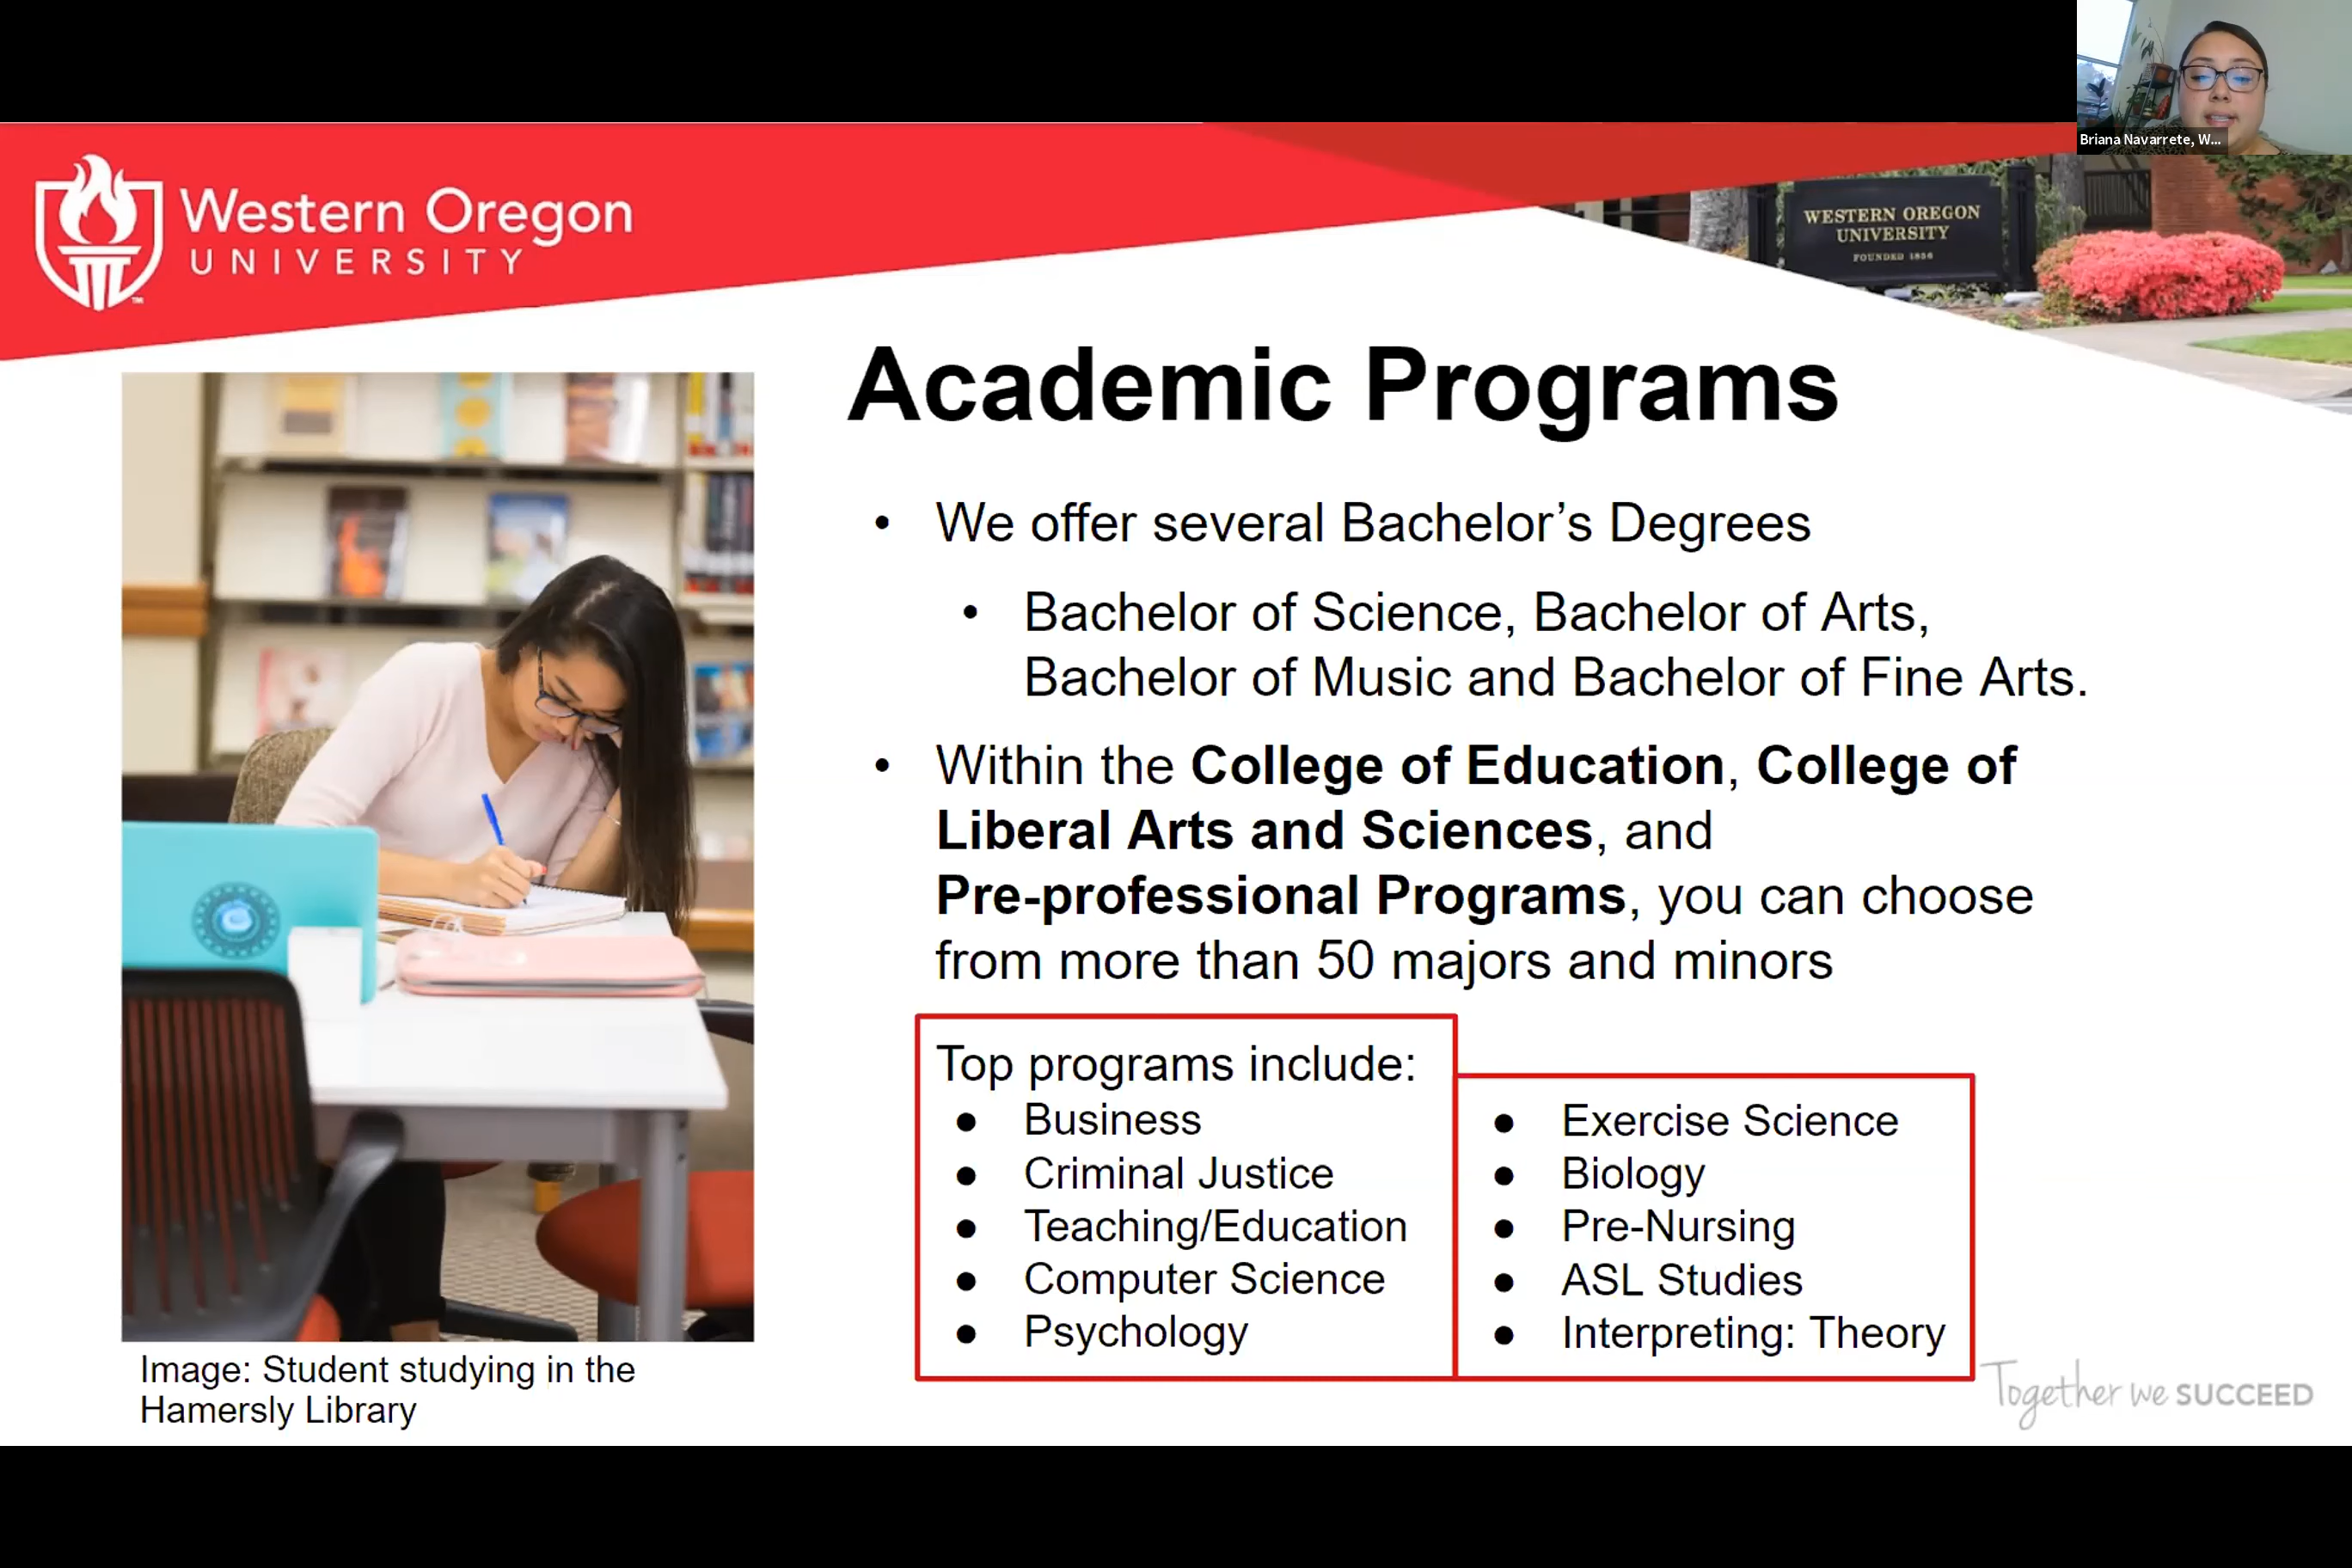 Briana Navarrete, W...
Western Oregon
UNIVERSITY
TM
WESTERN OREGON
UNIVERSITY
FOUNDED 1856
Academic Programs
• We offer several Bachelor’s Degrees
• Bachelor of Science, Bachelor of Arts,
Bachelor of Music and Bachelor of Fine Arts.
• Within the College of Education, College of
Liberal Arts and Sciences, and
Pre-professional Programs, you can choose
from more than 50 majors and minors
Top programs include:
● Business
● Criminal Justice
● Teaching/Education
● Computer Science
● Psychology
● Exercise Science
● Biology
● Pre-Nursing
● ASL Studies
● Interpreting: Theory
Image: Student studying in the
Hamersly Library
Together we SUCCEED